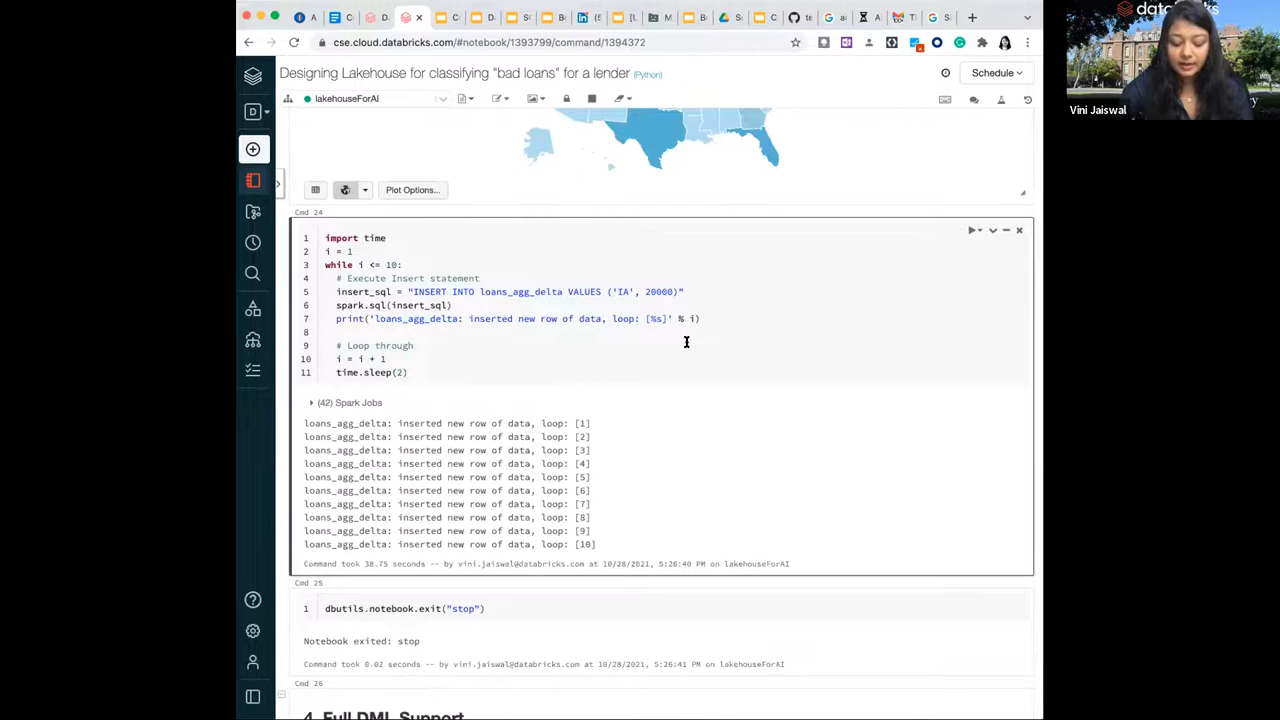 databricks
Vini Jaiswal
cse.cloud.databricks.com/#notebook/1393799/command/1394372
Designing Lakehouse for classifying "bad loans" for a lender (Python)
Schedule
lakehouseForAI
Plot Options...
Cmd 24
1 import time
2 i = 1
3 while i <= 10:
4 # Execute Insert statement
5 insert_sql = "INSERT INTO loans_agg_delta VALUES ('IA', 20000)"
6 spark.sql(insert_sql)
7 print('loans_agg_delta: inserted new row of data, loop: [%s]' % i)
8
9 # Loop through
10 i = i + 1
11 time.sleep(2)
(42) Spark Jobs
loans_agg_delta: inserted new row of data, loop: [1]
loans_agg_delta: inserted new row of data, loop: [2]
loans_agg_delta: inserted new row of data, loop: [3]
loans_agg_delta: inserted new row of data, loop: [4]
loans_agg_delta: inserted new row of data, loop: [5]
loans_agg_delta: inserted new row of data, loop: [6]
loans_agg_delta: inserted new row of data, loop: [7]
loans_agg_delta: inserted new row of data, loop: [8]
loans_agg_delta: inserted new row of data, loop: [9]
loans_agg_delta: inserted new row of data, loop: [10]
Command took 38.75 seconds -- by vini.jaiswal@databricks.com at 10/28/2021, 5:26:40 PM on lakehouseForAI
Cmd 25
1 dbutils.notebook.exit("stop")
Notebook exited: stop
Command took 0.02 seconds -- by vini.jaiswal@databricks.com at 10/28/2021, 5:26:41 PM on lakehouseForAI
Cmd 26
4. Full DML Support